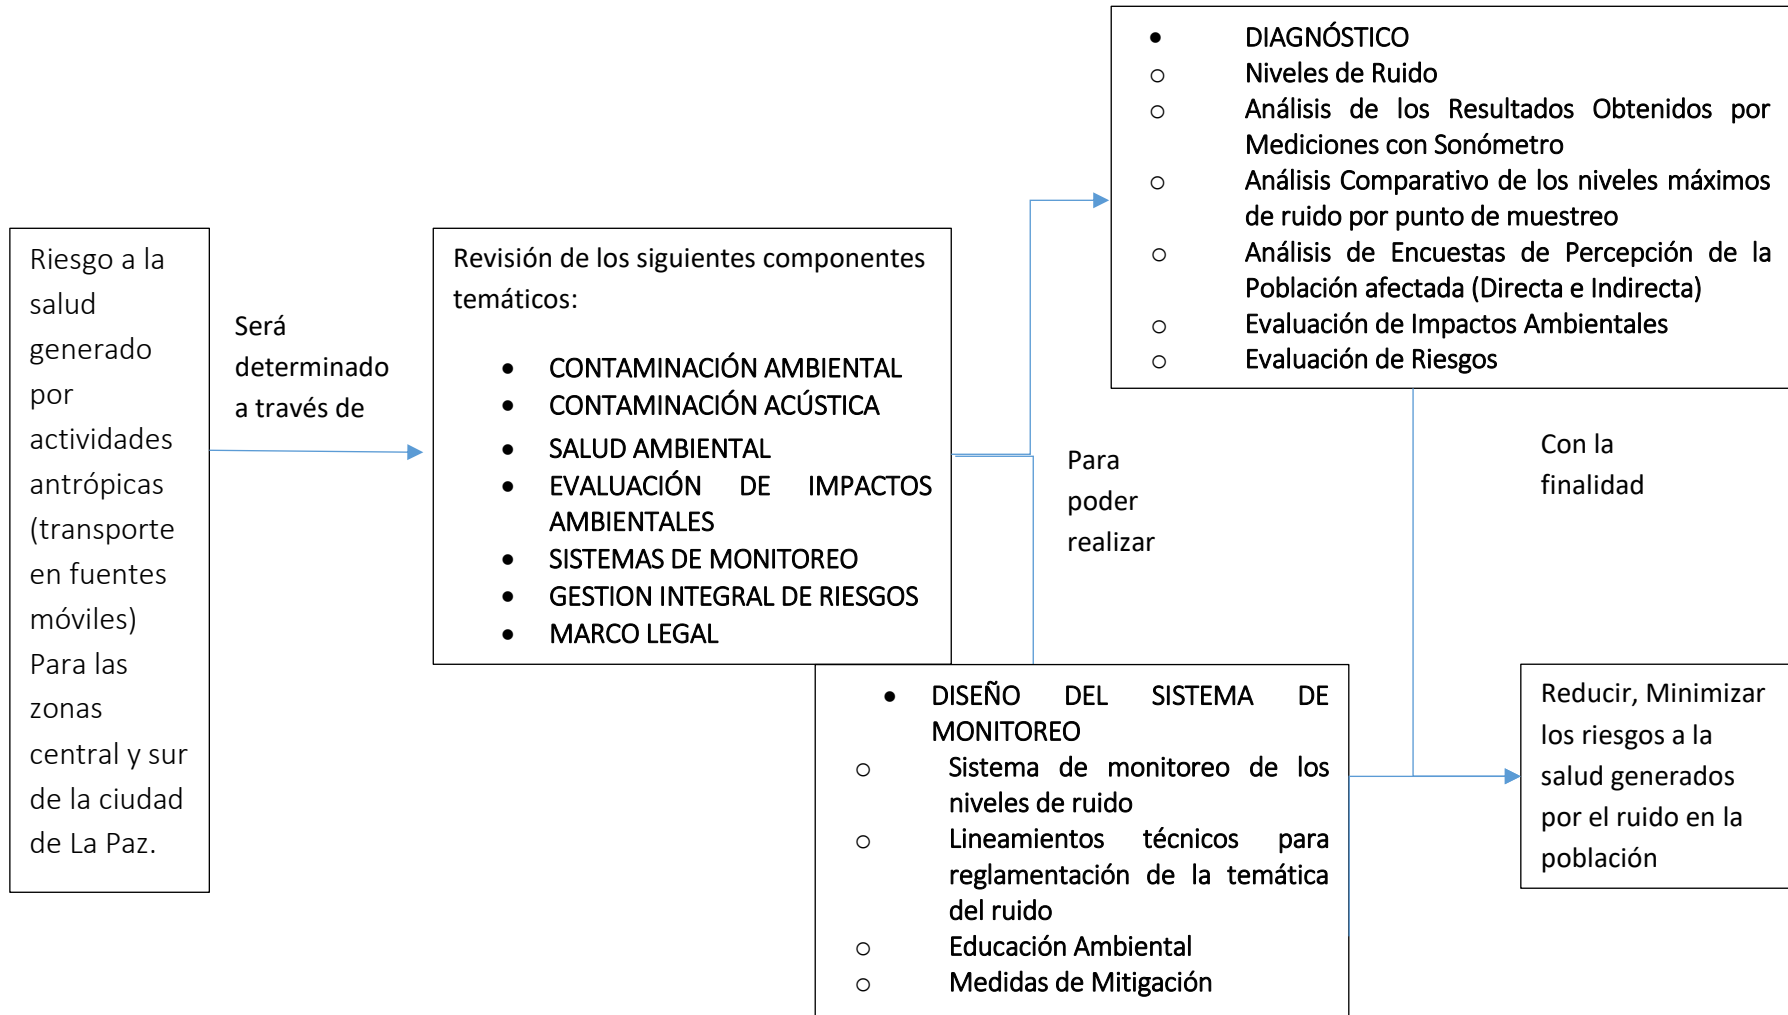 Riesgo a la
salud
generado
por
actividades
antrópicas
(transporte
en fuentes
móviles)
Para las
zonas
central y sur
de la ciudad
de La Paz.
Será
determinado
a través de
Revisión de los siguientes componentes
temáticos:
• CONTAMINACIÓN AMBIENTAL
• CONTAMINACIÓN ACÚSTICA
• SALUD AMBIENTAL
• EVALUACIÓN DE IMPACTOS
AMBIENTALES
• SISTEMAS DE MONITOREO
• GESTION INTEGRAL DE RIESGOS
• MARCO LEGAL
Para
poder
realizar
• DIAGNÓSTICO
o Niveles de Ruido
o Análisis de los Resultados Obtenidos por
Mediciones con Sonómetro
o Análisis Comparativo de los niveles máximos
de ruido por punto de muestreo
o Análisis de Encuestas de Percepción de la
Población afectada (Directa e Indirecta)
o Evaluación de Impactos Ambientales
o Evaluación de Riesgos
• DISEÑO DEL SISTEMA DE
MONITOREO
o Sistema de monitoreo de los
niveles de ruido
o Lineamientos técnicos para
reglamentación de la temática
del ruido
o Educación Ambiental
o Medidas de Mitigación
Con la
finalidad
Reducir, Minimizar
los riesgos a la
salud generados
por el ruido en la
población